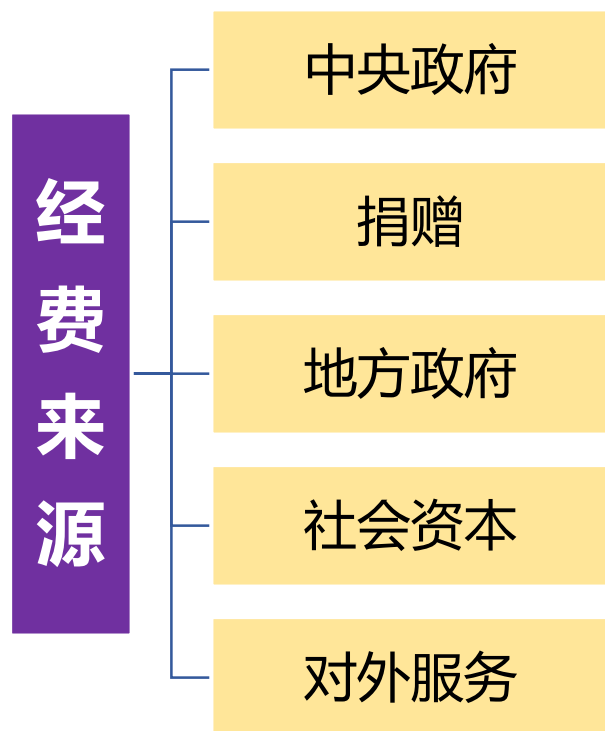 经费来源
中央政府
捐赠
地方政府
社会资本
对外服务